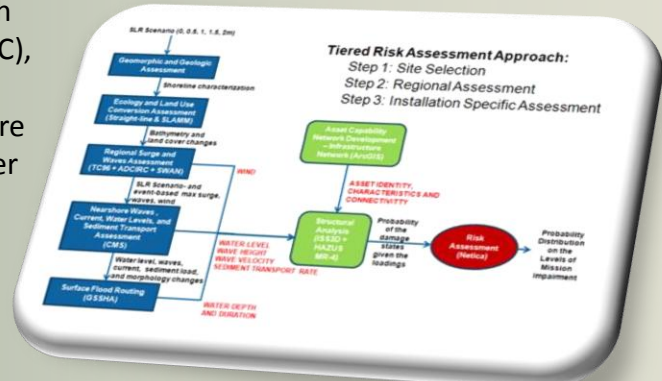 C),
re
er
SLR Scenario (0, 0.5, 1, 1.5, 2m)
Geomorphic and Geologic
Assessment
Shoreline characterization
Ecology and Land Use
Conversion Assessment
(Straight-line & SLAMM)
Bathymetry and
land cover changes
Regional Surge and
Waves Assessment
(TC96 + ADCIRC + SWAN)
SLR Scenario- and
event-based max surge,
waves, wind
Nearshore Waves,
Current, Water Levels, and
Sediment Transport
Assessment
(CMS)
Water level, waves,
current, sediment load,
and morphology changes
Surface Flood Routing
(GSSHA)
WIND
WATER LEVEL
WAVE HEIGHT
WAVE VELOCITY
SEDIMENT TRANSPORT RATE
WATER DEPTH
AND DURATION
Tiered Risk Assessment Approach:
Step 1: Site Selection
Step 2: Regional Assessment
Step 3: Installation Specific Assessment
Asset Capability
Network Development
– Infrastructure
Network (ArcGIS)
ASSET IDENTITY,
CHARACTERISTICS AND
CONNECTIVITY
Structural
Analysis
(ISS3D +
HAZUS
MR-4)
Probability
of the
damage
states
given the
loadings
Risk
Assessment
(Netica)
Probability
Distribution
on the
Levels of
Mission
Impairment